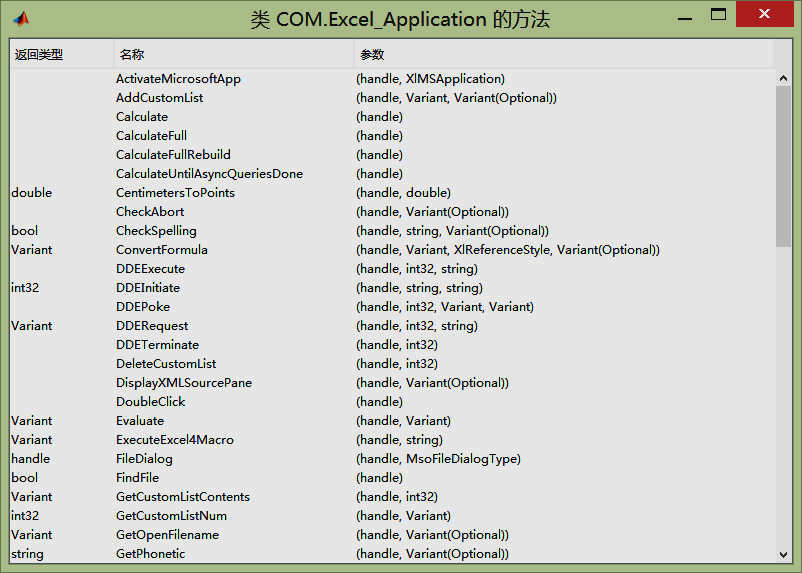 类 COM.Excel_Application 的方法
返回类型 名称 参数
ActivateMicrosoftApp (handle, XlMSApplication)
AddCustomList (handle, Variant, Variant(Optional))
Calculate (handle)
CalculateFull (handle)
CalculateFullRebuild (handle)
CalculateUntilAsyncQueriesDone (handle)
double CentimetersToPoints (handle, double)
CheckAbort (handle, Variant(Optional))
bool CheckSpelling (handle, string, Variant(Optional))
Variant ConvertFormula (handle, Variant, XlReferenceStyle, Variant(Optional))
DDEExecute (handle, int32, string)
int32 DDEInitiate (handle, string, string)
DDEPoke (handle, int32, Variant, Variant)
Variant DDERequest (handle, int32, string)
DDETerminate (handle, int32)
DeleteCustomList (handle, int32)
DisplayXMLSourcePane (handle, Variant(Optional))
DoubleClick (handle)
Variant Evaluate (handle, Variant)
Variant ExecuteExcel4Macro (handle, string)
handle FileDialog (handle, MsoFileDialogType)
bool FindFile (handle)
Variant GetCustomListContents (handle, int32)
int32 GetCustomListNum (handle, Variant)
Variant GetOpenFilename (handle, Variant(Optional))
string GetPhonetic (handle, Variant(Optional))